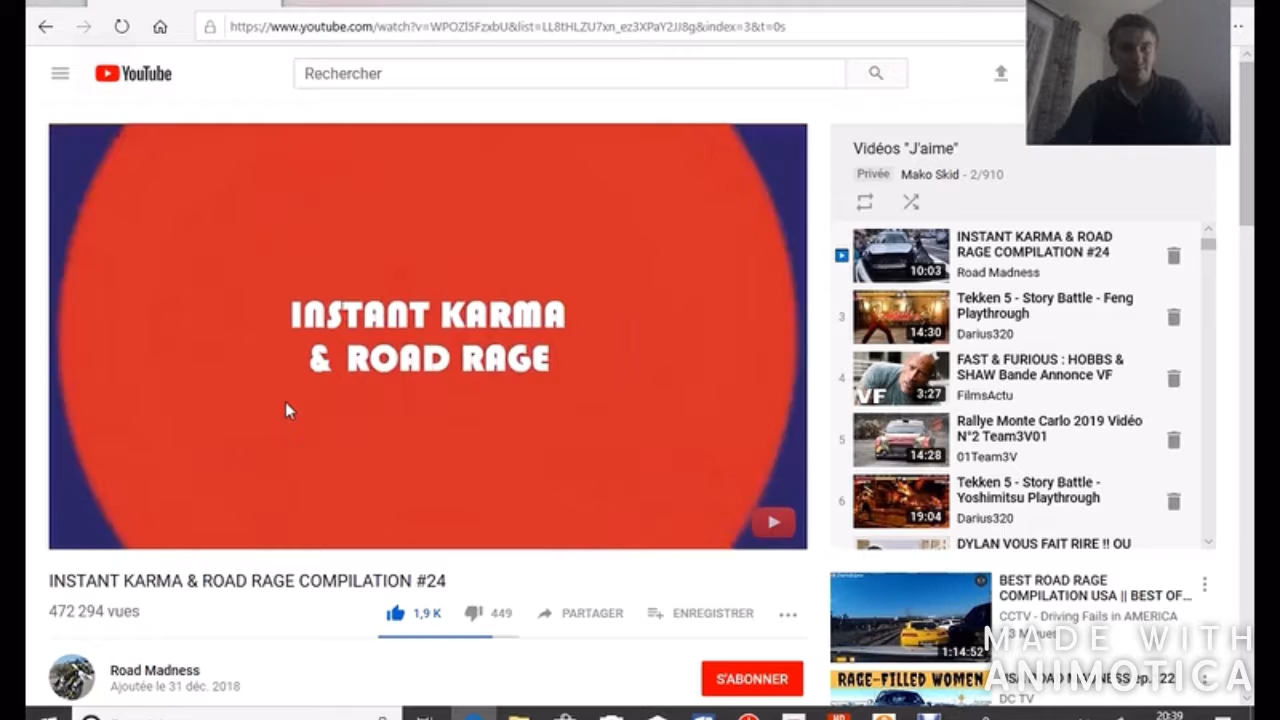 https://www.youtube.com/watch?v=WPOZl5FzxbU&list=LL8tHLZU7xn_ez3XPaY2JJ8g&index=3&t=0s
YouTube
Rechercher
INSTANT KARMA
& ROAD RAGE
INSTANT KARMA & ROAD RAGE COMPILATION #24
472 294 vues
1,9 K
449
PARTAGER
ENREGISTRER
Road Madness
Ajoutée le 31 déc. 2018
S'ABONNER
Vidéos "J'aime"
Privée Mako Skid - 2/910
10:03
INSTANT KARMA & ROAD
RAGE COMPILATION #24
Road Madness
3
14:30
Tekken 5 - Story Battle - Feng
Playthrough
Darius320
4
VF
3:27
FAST & FURIOUS : HOBBS &
SHAW Bande Annonce VF
FilmsActu
5
14:28
Rallye Monte Carlo 2019 Vidéo
N°2 Team3V01
01Team3V
6
19:04
Tekken 5 - Story Battle -
Yoshimitsu Playthrough
Darius320
DYLAN VOUS FAIT RIRE !! OU
1:14:52
BEST ROAD RAGE
COMPILATION USA || BEST OF...
CCTV - Driving Fails in AMERICA
RAGE-FILLED WOMEN
DC TV
MADE WITH
ANIMOTICA
20:39